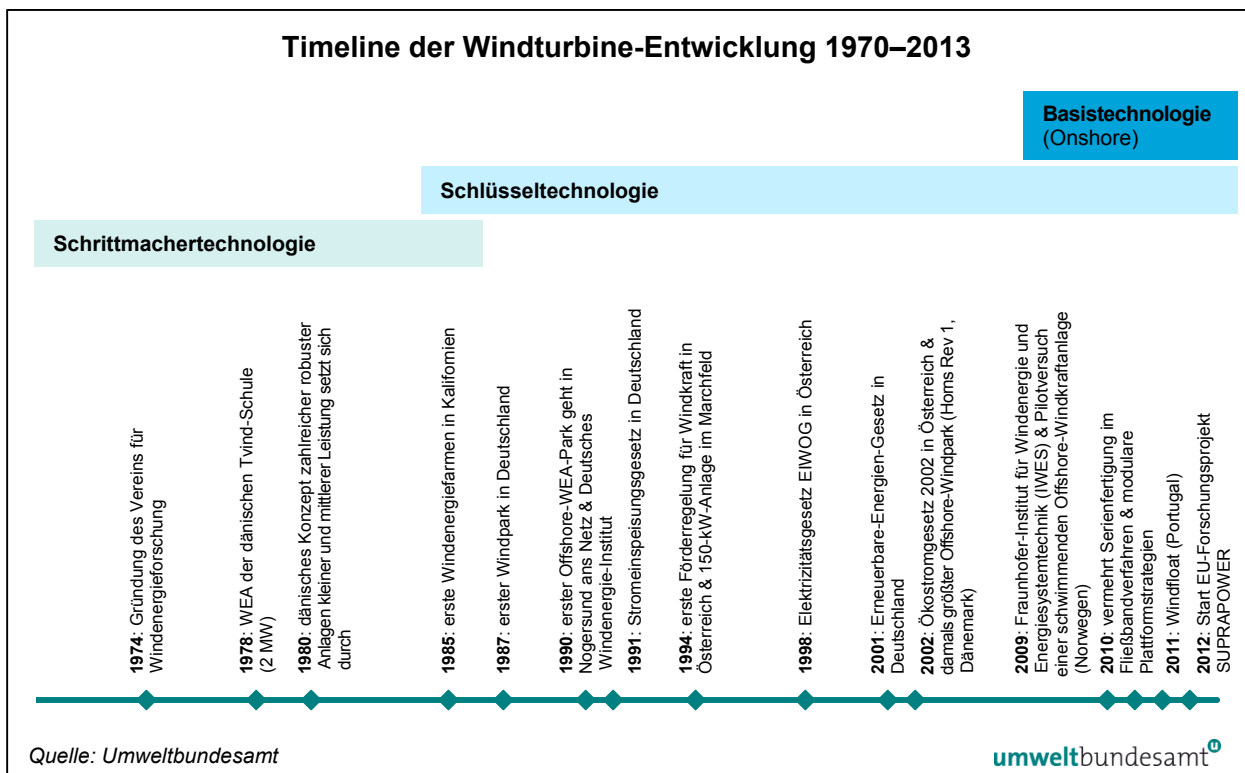 Timeline der Windturbine-Entwicklung 1970–2013
Basistechnologie
(Onshore)
Schlüsseltechnologie
Schrittmachertechnologie
1974: Gründung des Vereins für
Windenergieforschung
1978: WEA der dänischen Tvind-Schule
(2 MW)
1980: dänisches Konzept zahlreicher robuster
Anlagen kleiner und mittlerer Leistung setzt sich
durch
1985: erste Windenergiefarmen in Kalifornien
1987: erster Windpark in Deutschland
1990: erster Offshore-WEA-Park geht in
Nogersund ans Netz & Deutsches
Windenergie-Institut
1991: Stromeinspeisungsgesetz in Deutschland
1994: erste Förderregelung für Windkraft in
Österreich & 150-kW-Anlage im Marchfeld
1998: Elektrizitätsgesetz ElWOG in Österreich
2001: Erneuerbare-Energien-Gesetz in
Deutschland
2002: Ökostromgesetz 2002 in Österreich &
damals größter Offshore-Windpark (Horns Rev 1,
Dänemark)
2009: Fraunhofer-Institut für Windenergie und
Energiesystemtechnik (IWES) & Pilotversuch
einer schwimmenden Offshore-Windkraftanlage
(Norwegen)
2010: vermehrt Serienfertigung im
Fließbandverfahren & modulare
Plattformstrategien
2011: Windfloat (Portugal)
2012: Start EU-Forschungsprojekt
SUPRAPOWER
Quelle: Umweltbundesamt
umweltbundesamt u